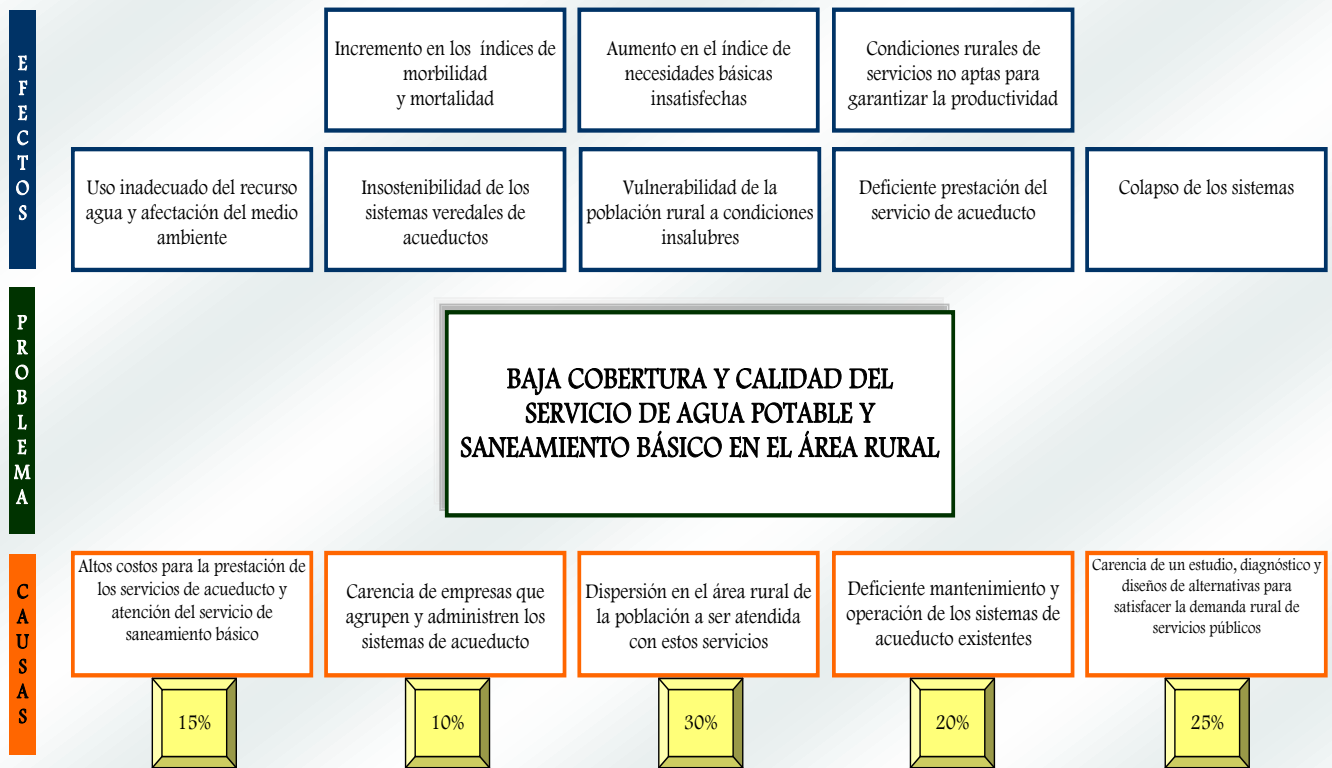 EFECTOS
Incremento en los índices de
morbilidad
y mortalidad
Aumento en el índice de
necesidades básicas
insatisfechas
Condiciones rurales de
servicios no aptas para
garantizar la productividad
Uso inadecuado del recurso
agua y afectación del medio
ambiente
Insostenibilidad de los
sistemas veredales de
acueductos
Vulnerabilidad de la
población rural a condiciones
insalubres
Deficiente prestación del
servicio de acueducto
Colapso de los sistemas
PROBLEMA
BAJA COBERTURA Y CALIDAD DEL
SERVICIO DE AGUA POTABLE Y
SANEAMIENTO BÁSICO EN EL ÁREA RURAL
CAUSAS
Altos costos para la prestación de
los servicios de acueducto y
atención del servicio de
saneamiento básico
Carencia de empresas que
agrupen y administren los
sistemas de acueducto
Dispersión en el área rural de
la población a ser atendida
con estos servicios
Deficiente mantenimiento y
operación de los sistemas de
acueducto existentes
Carencia de un estudio, diagnóstico y
diseños de alternativas para
satisfacer la demanda rural de
servicios públicos
15%
10%
30%
20%
25%